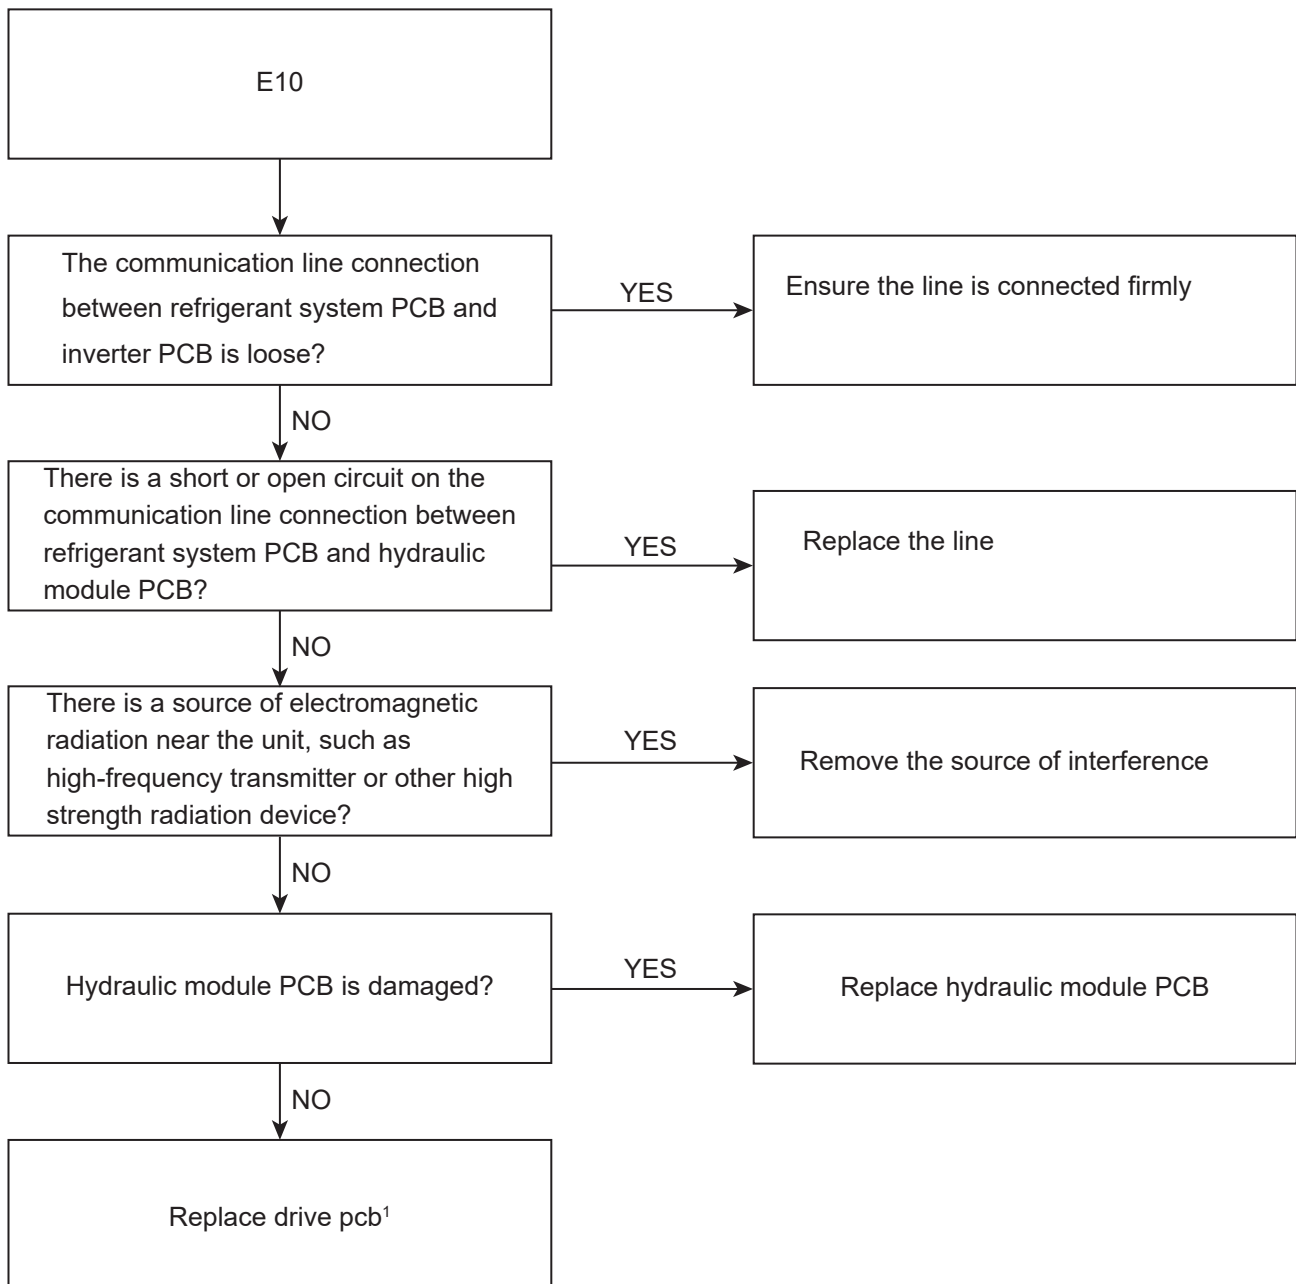 E10
The communication line connection
between refrigerant system PCB and
inverter PCB is loose?
YES
Ensure the line is connected firmly
NO
There is a short or open circuit on the
communication line connection between
refrigerant system PCB and hydraulic
module PCB?
YES
Replace the line
NO
There is a source of electromagnetic
radiation near the unit, such as
high-frequency transmitter or other high
strength radiation device?
YES
Remove the source of interference
NO
Hydraulic module PCB is damaged?
YES
Replace hydraulic module PCB
NO
Replace drive pcb¹